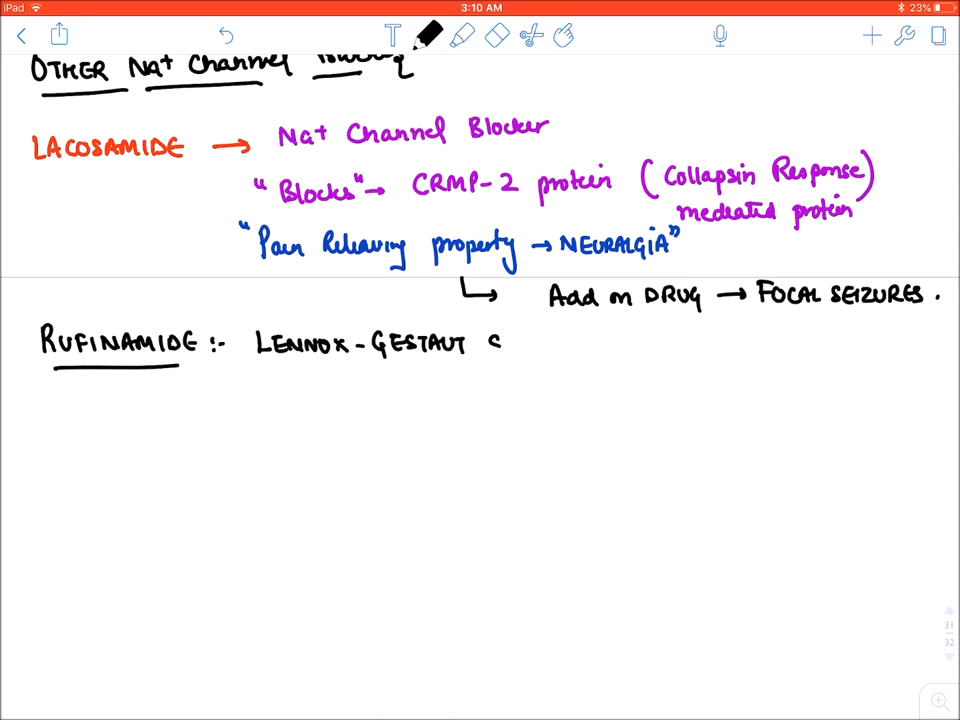 iPad 3:10 AM 23%
T
OTHER Na+ Channel
LACOSAMIDE → Na+ Channel Blocker
"Blocks" → CRMP-2 protein (Collapsin Response
mediated protein)
"Pain Relieving property → NEURALGIA"
Add on DRUG → FOCAL SEIZURES.
RUFINAMIDE :- LENNOX-GESTAUT
31
32